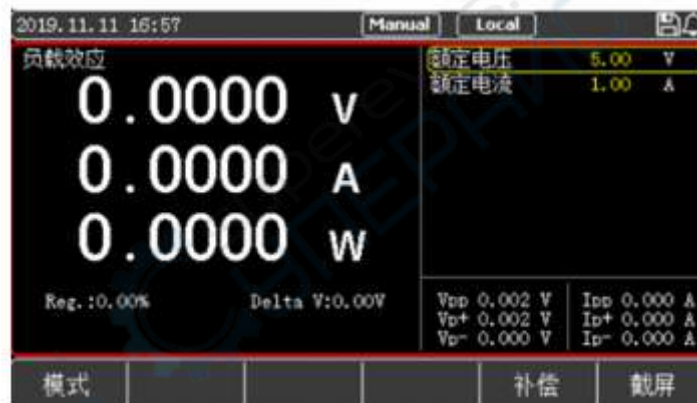 2019.11.11 16:57 Manual Local
负载效应
0.0000 V
0.0000 A
0.0000 W
Reg.:0.00% Delta V:0.00V
额定电压 5.00 V
额定电流 1.00 A
Vpp 0.002 V Ipp 0.000 A
Vp+ 0.002 V Ip+ 0.000 A
Vp- 0.000 V Ip- 0.000 A
模式 补偿 截屏